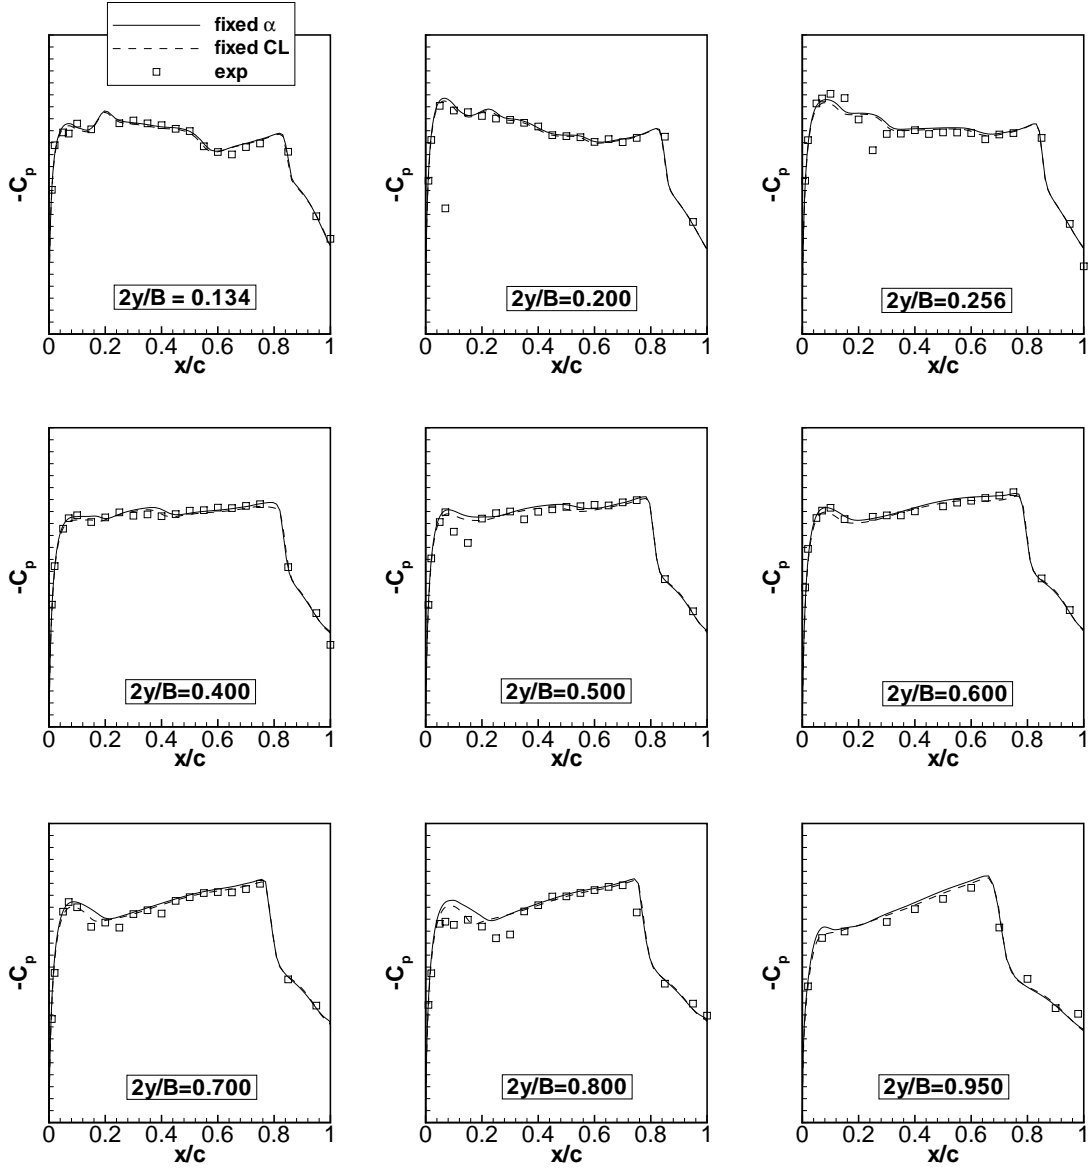 fixed α
fixed CL
exp
-Cp
2y/B = 0.134
0 0.2 0.4 0.6 0.8 1
x/c
-Cp
2y/B=0.200
0 0.2 0.4 0.6 0.8 1
x/c
-Cp
2y/B=0.256
0 0.2 0.4 0.6 0.8 1
x/c
-Cp
2y/B=0.400
0 0.2 0.4 0.6 0.8 1
x/c
-Cp
2y/B=0.500
0 0.2 0.4 0.6 0.8 1
x/c
-Cp
2y/B=0.600
0 0.2 0.4 0.6 0.8 1
x/c
-Cp
2y/B=0.700
0 0.2 0.4 0.6 0.8 1
x/c
-Cp
2y/B=0.800
0 0.2 0.4 0.6 0.8 1
x/c
-Cp
2y/B=0.950
0 0.2 0.4 0.6 0.8 1
x/c